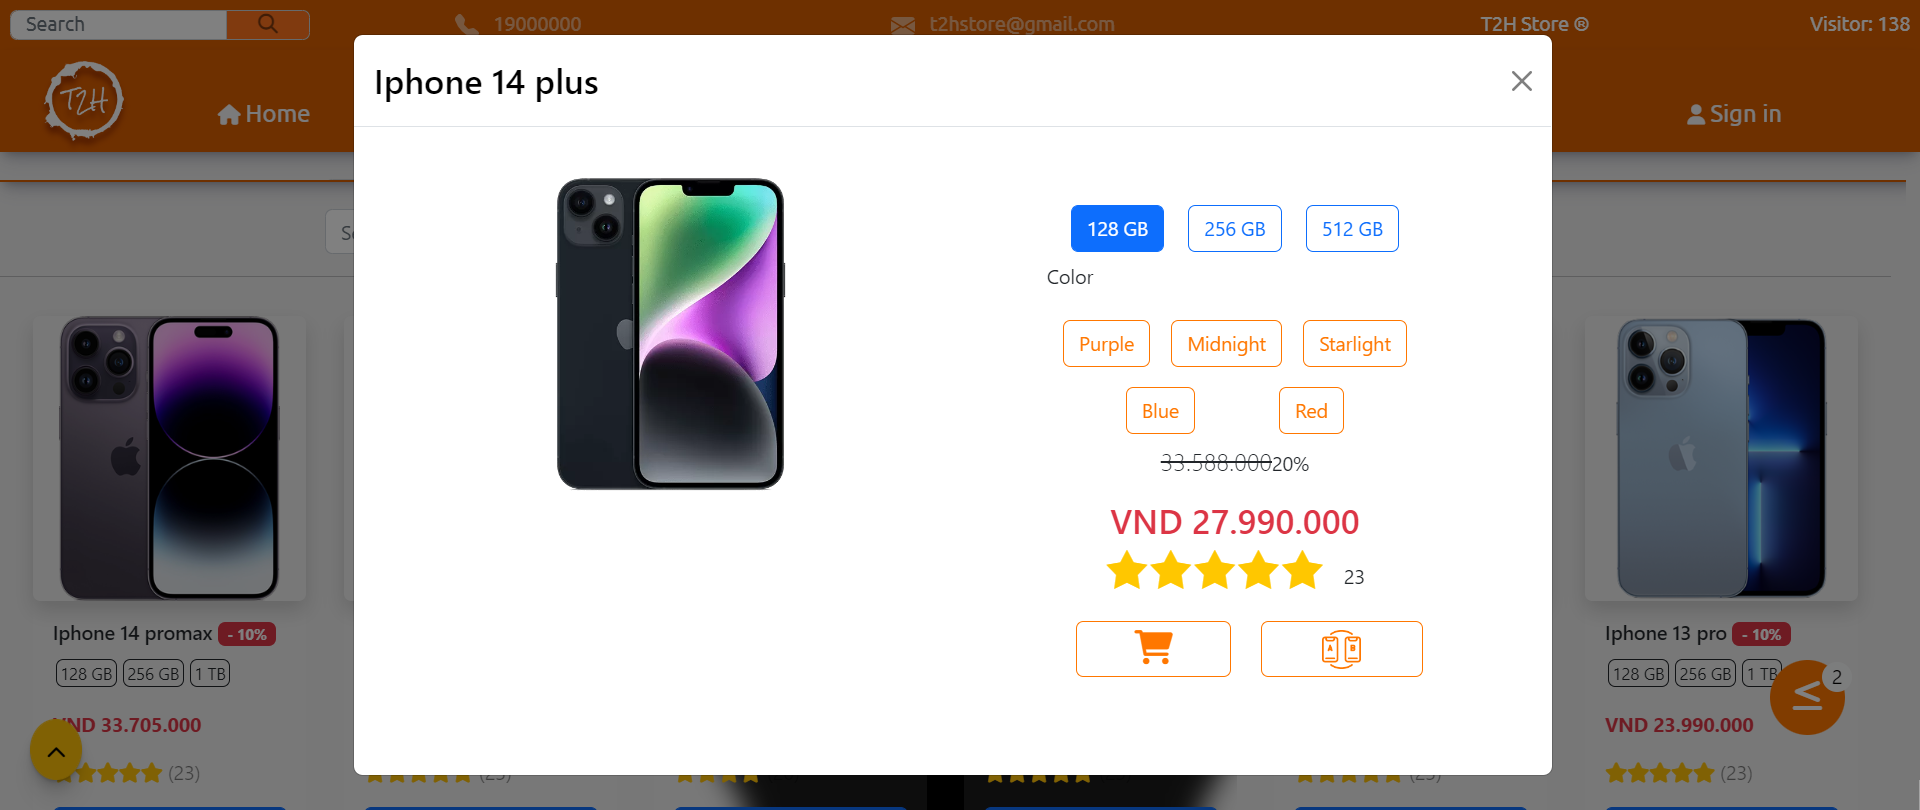 Search
19000000
t2hstore@gmail.com
T2H Store ®
Visitor: 138
T2H
Home
Sign in
Iphone 14 plus
128 GB
256 GB
512 GB
Color
Purple
Midnight
Starlight
Blue
Red
33.588.000 20%
VND 27.990.000
23
A B
Iphone 14 promax - 10%
128 GB 256 GB 1 TB
VND 33.705.000
(23)
Iphone 13 pro - 10%
128 GB 256 GB 1 TB
2
VND 23.990.000
(23)